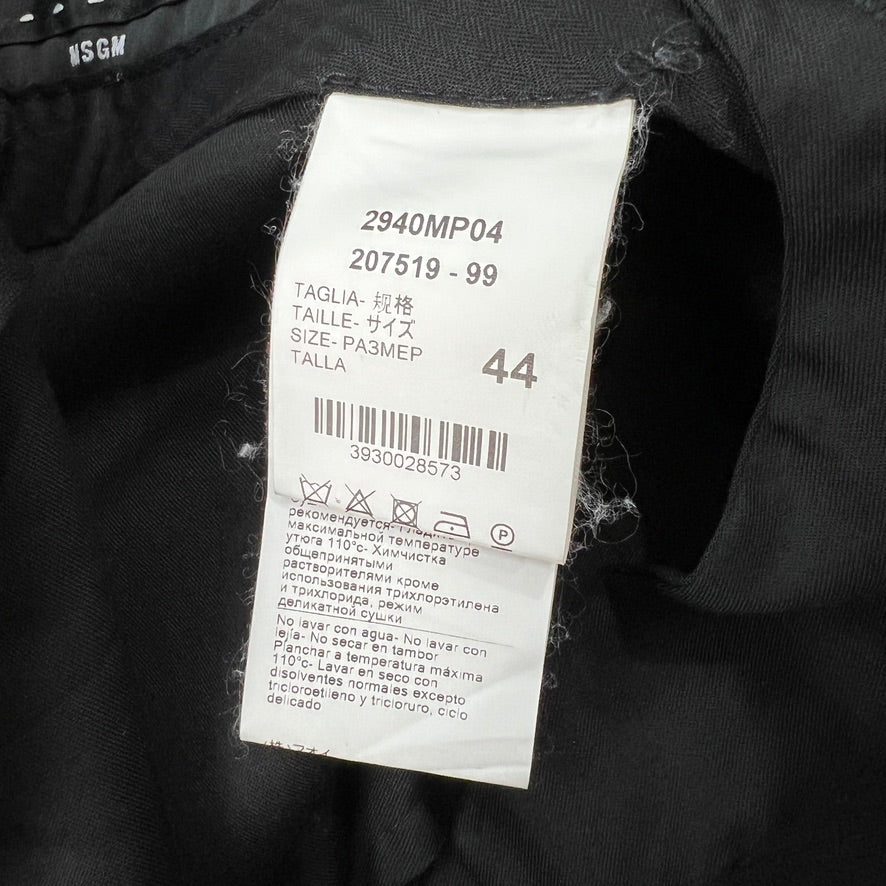 MSGM
2940MP04
207519 - 99
TAGLIA- 规格
TAILLE- サイズ
SIZE- РАЗМЕР
TALLA
44
3930028573
P
рекомендуется-
максимальной температуре
утюга 110°c- Химчистка
общепринятыми
растворителями кроме
использования трихлорэтилена
и трихлорида, режим
деликатной сушки
No lavar con agua- No lavar con
lejía- No secar en tambor
Planchar a temperatura máxima
110°c- Lavar en seco con
disolventes normales excepto
tricloroetileno y tricloruro, ciclo
delicado